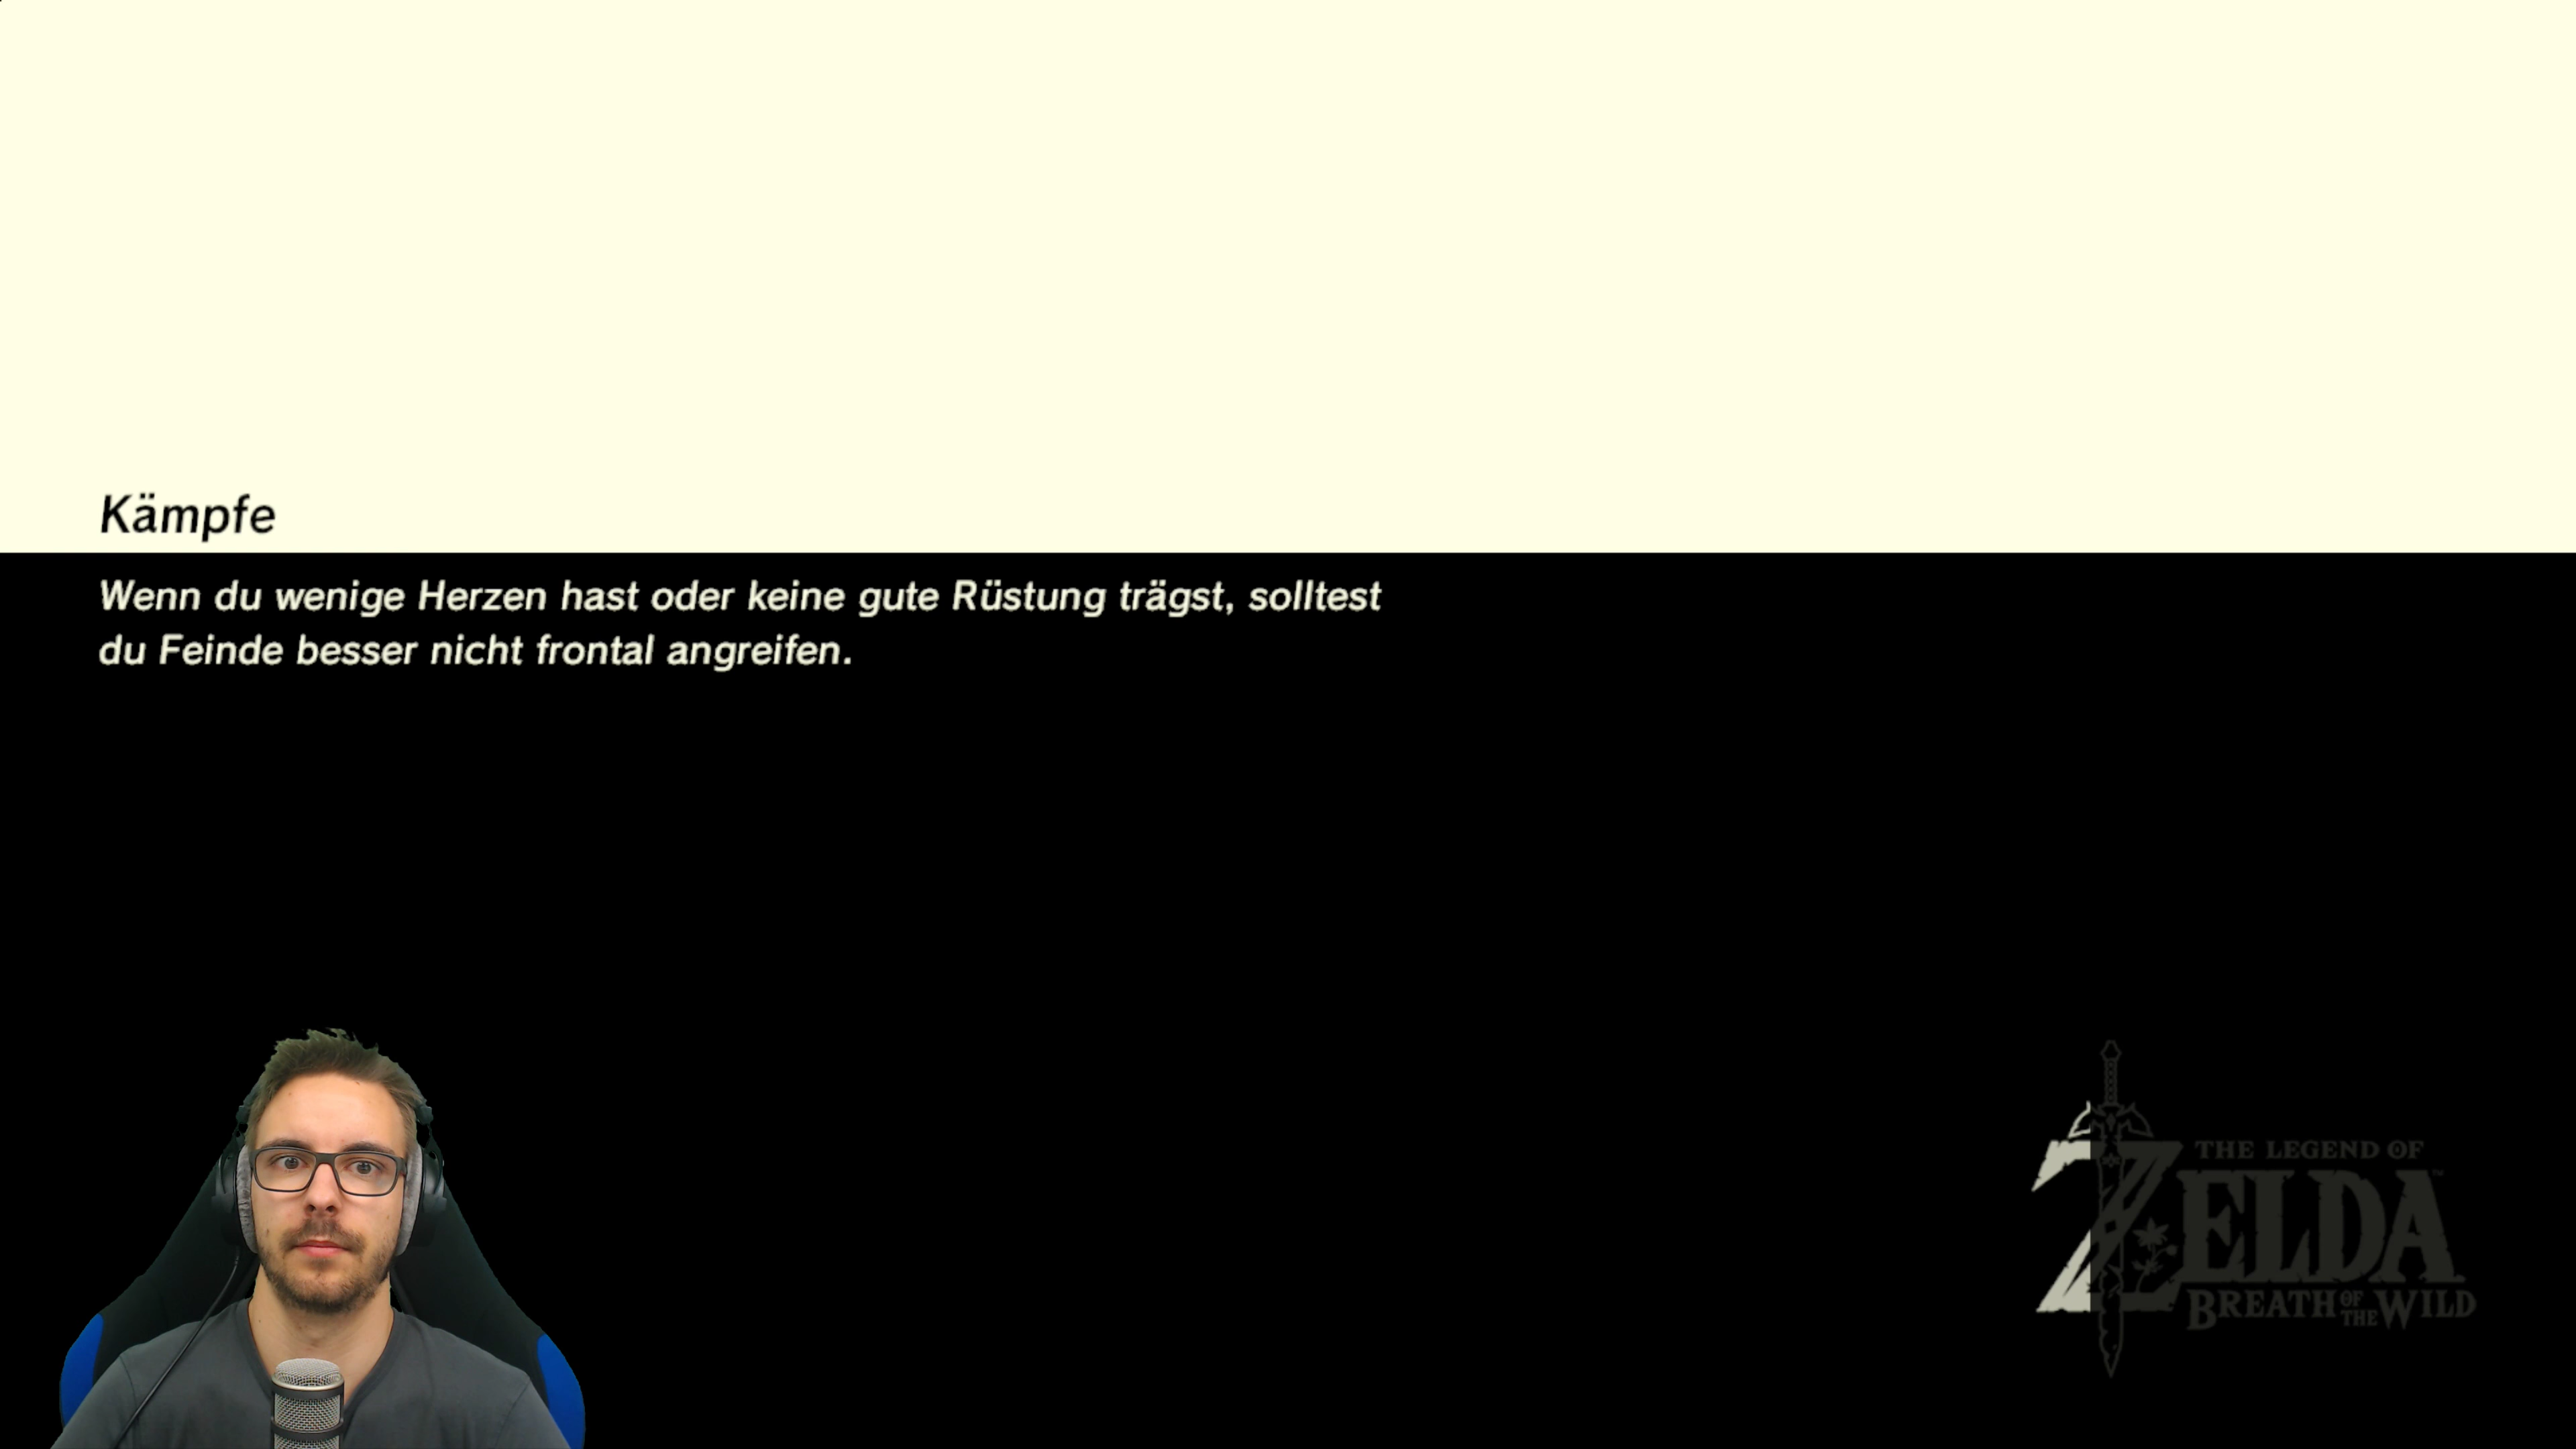 Kämpfe
Wenn du wenige Herzen hast oder keine gute Rüstung trägst, solltest
du Feinde besser nicht frontal angreifen.
THE LEGEND OF
ZELDA™
BREATH OF THE WILD